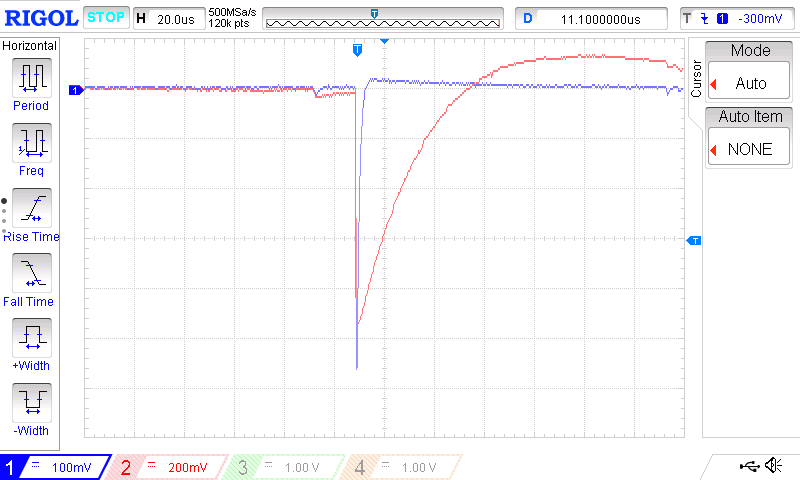 RIGOL STOP H 20.0us 500MSa/s 120k pts T D 11.1000000us T 1 -300mV
Horizontal
Period
Freq
Rise Time
Fall Time
+Width
-Width
T
1
T
Cursor
Mode
Auto
Auto Item
NONE
1 100mV 2 200mV 3 1.00 V 4 1.00 V